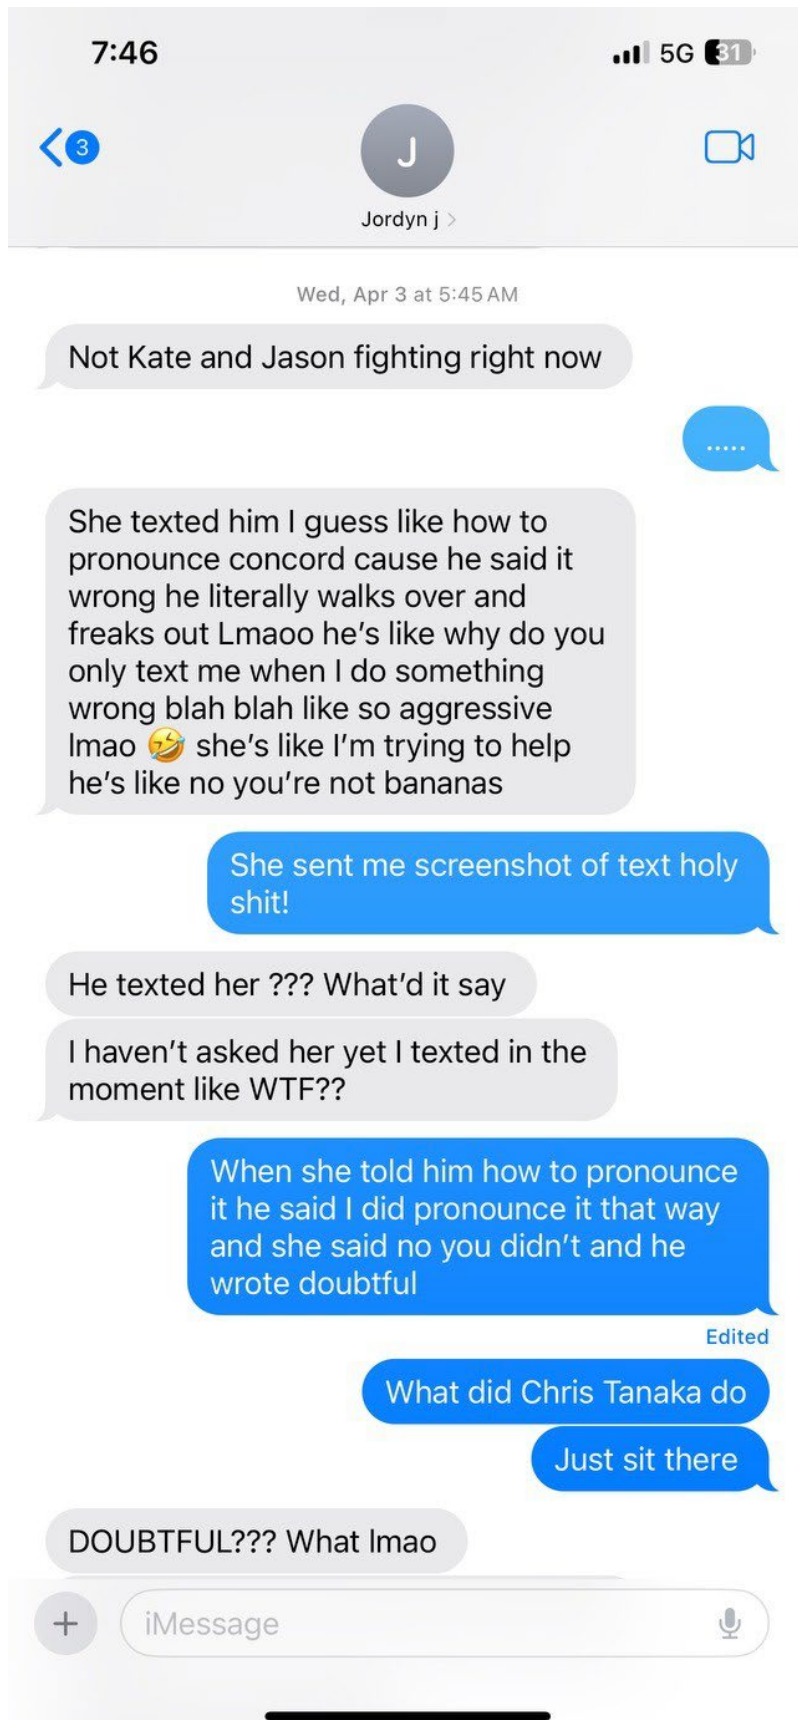 7:46
5G 31
3
J
Jordyn j
Wed, Apr 3 at 5:45 AM
Not Kate and Jason fighting right now
.....
She texted him I guess like how to
pronounce concord cause he said it
wrong he literally walks over and
freaks out Lmaoo he's like why do you
only text me when I do something
wrong blah blah like so aggressive
lmao 🤣 she's like I'm trying to help
he's like no you're not bananas
She sent me screenshot of text holy
shit!
He texted her ??? What'd it say
I haven't asked her yet I texted in the
moment like WTF??
When she told him how to pronounce
it he said I did pronounce it that way
and she said no you didn't and he
wrote doubtful
Edited
What did Chris Tanaka do
Just sit there
DOUBTFUL??? What lmao
iMessage